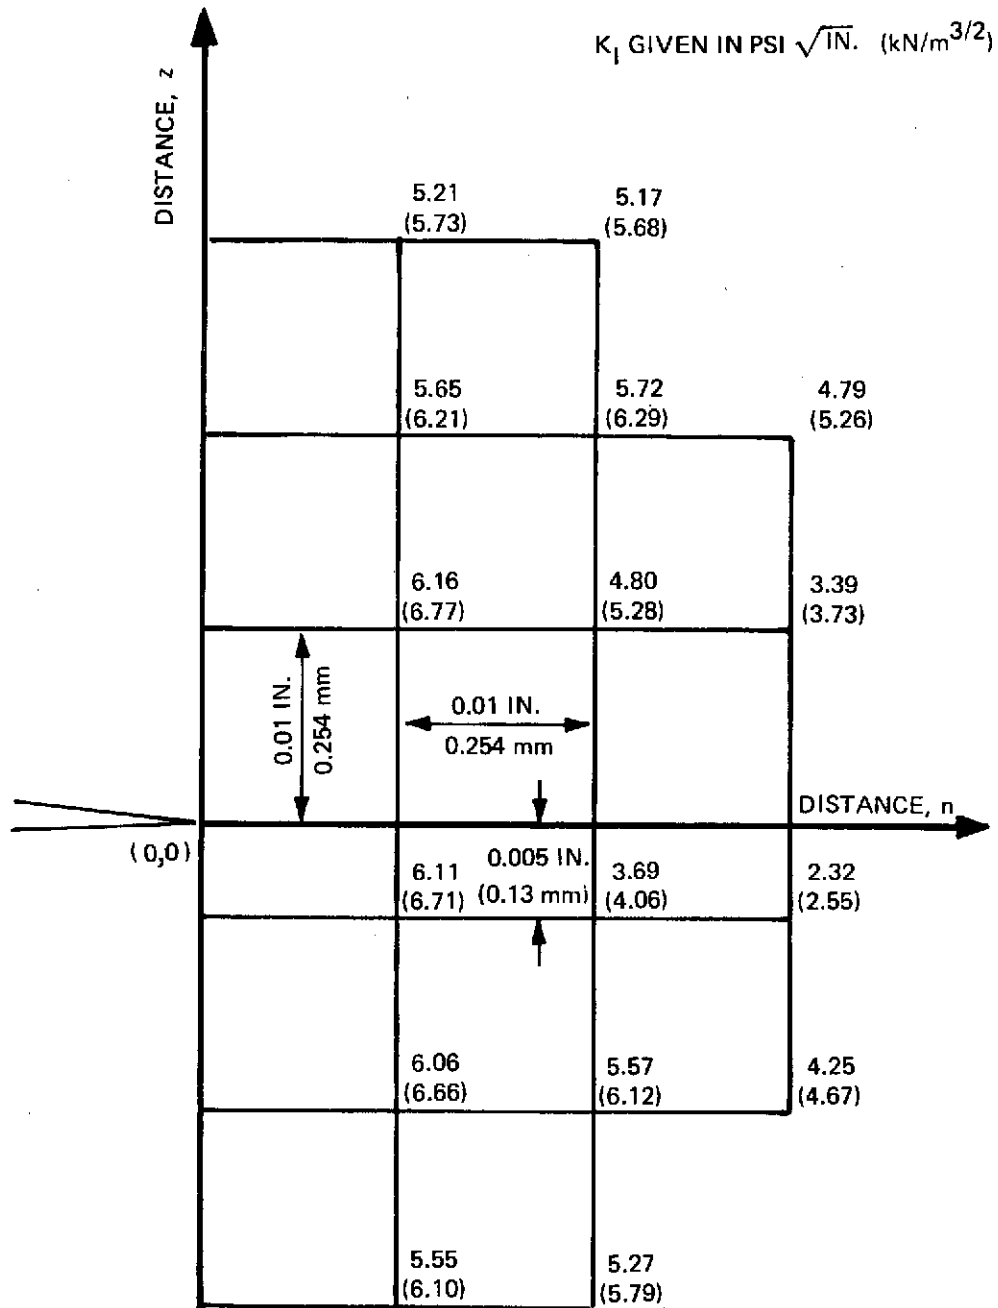 K_I GIVEN IN PSI √IN. (kN/m^3/2)
DISTANCE, z
5.21 5.17
(5.73) (5.68)
5.65 5.72 4.79
(6.21) (6.29) (5.26)
6.16 4.80 3.39
(6.77) (5.28) (3.73)
0.01 IN.
0.254 mm
0.01 IN.
0.254 mm
DISTANCE, n
(0,0)
6.11 0.005 IN. 3.69 2.32
(6.71) (0.13 mm) (4.06) (2.55)
6.06 5.57 4.25
(6.66) (6.12) (4.67)
5.55 5.27
(6.10) (5.79)